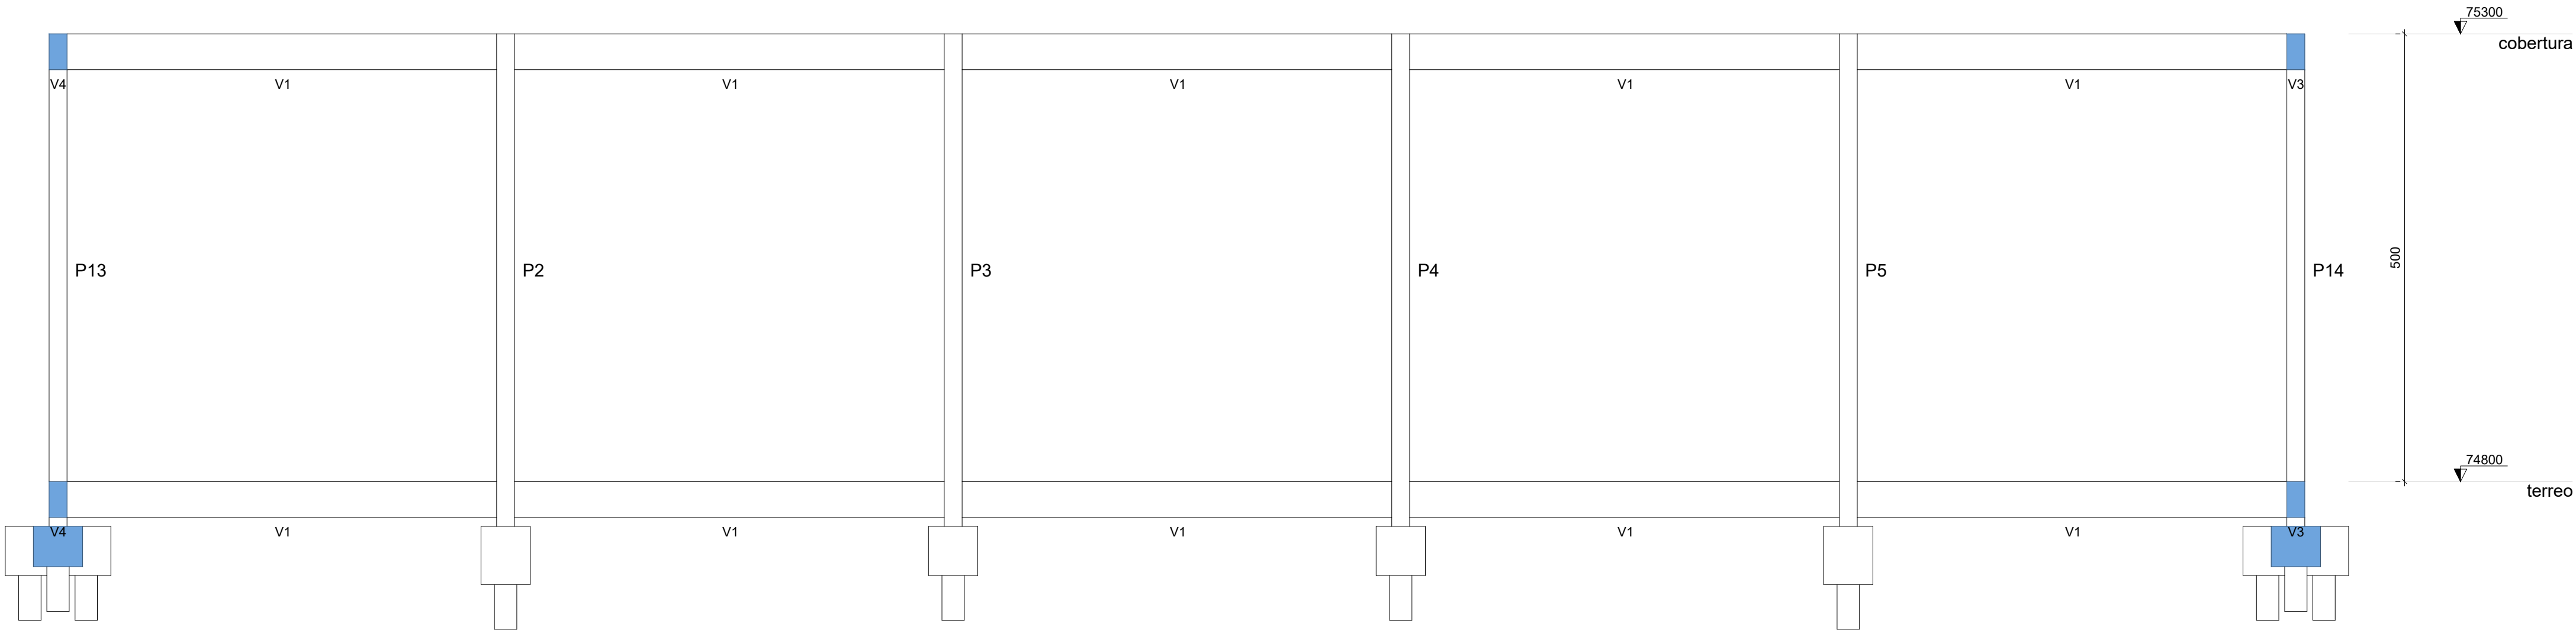 75300
cobertura
V4 V1 V1 V1 V1 V1 V3
500
P13 P2 P3 P4 P5 P14
74800
terreo
V4 V1 V1 V1 V1 V1 V3